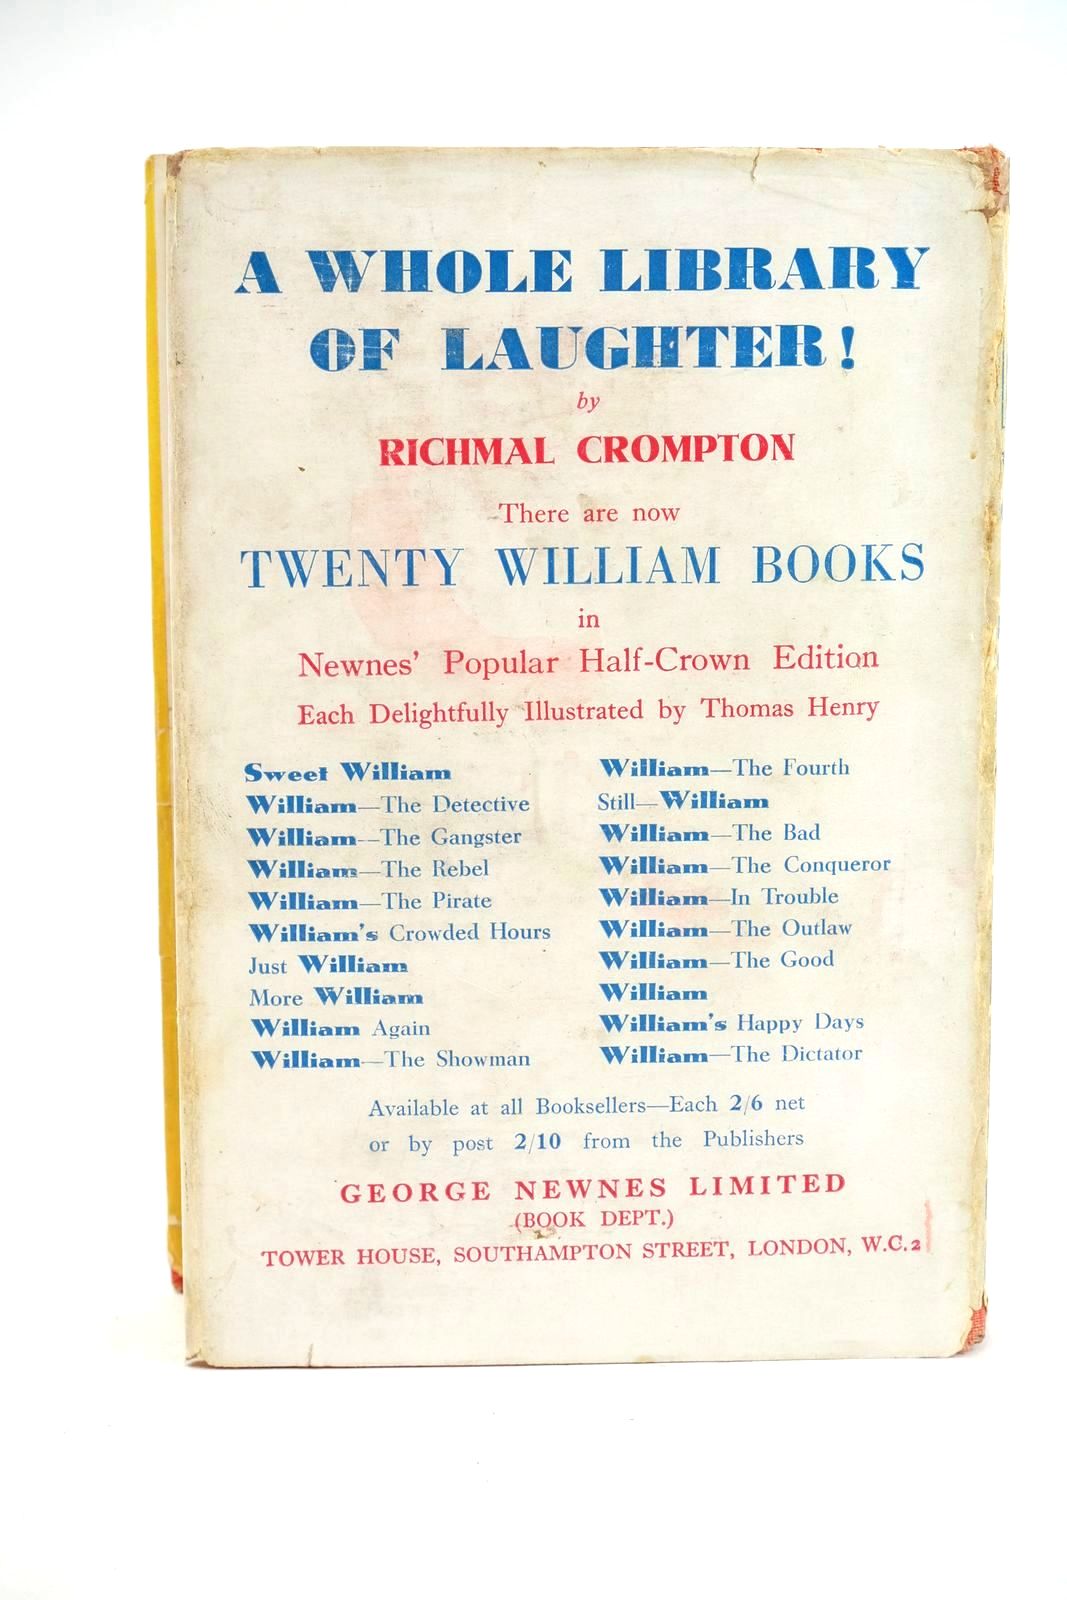 A WHOLE LIBRARY
OF LAUGHTER!
by
RICHMAL CROMPTON
There are now
TWENTY WILLIAM BOOKS
in
Newnes' Popular Half-Crown Edition
Each Delightfully Illustrated by Thomas Henry
Sweet William
William—The Detective
William—The Gangster
William—The Rebel
William—The Pirate
William's Crowded Hours
Just William
More William
William Again
William—The Showman
William—The Fourth
Still—William
William—The Bad
William—The Conqueror
William—In Trouble
William—The Outlaw
William—The Good
William
William's Happy Days
William—The Dictator
Available at all Booksellers—Each 2/6 net
or by post 2/10 from the Publishers
GEORGE NEWNES LIMITED
(BOOK DEPT.)
TOWER HOUSE, SOUTHAMPTON STREET, LONDON, W.C.2